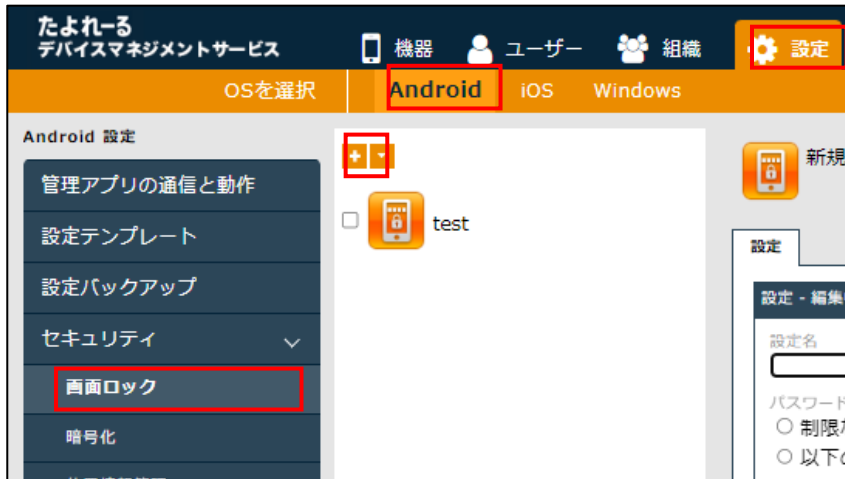 たよれーる
デバイスマネジメントサービス
機器 ユーザー 組織 設定
OSを選択 Android iOS Windows
Android 設定
管理アプリの通信と動作
設定テンプレート
設定バックアップ
セキュリティ
画面ロック
暗号化
test
新規
設定
設定 - 編集
設定名
パスワード
制限
以下の